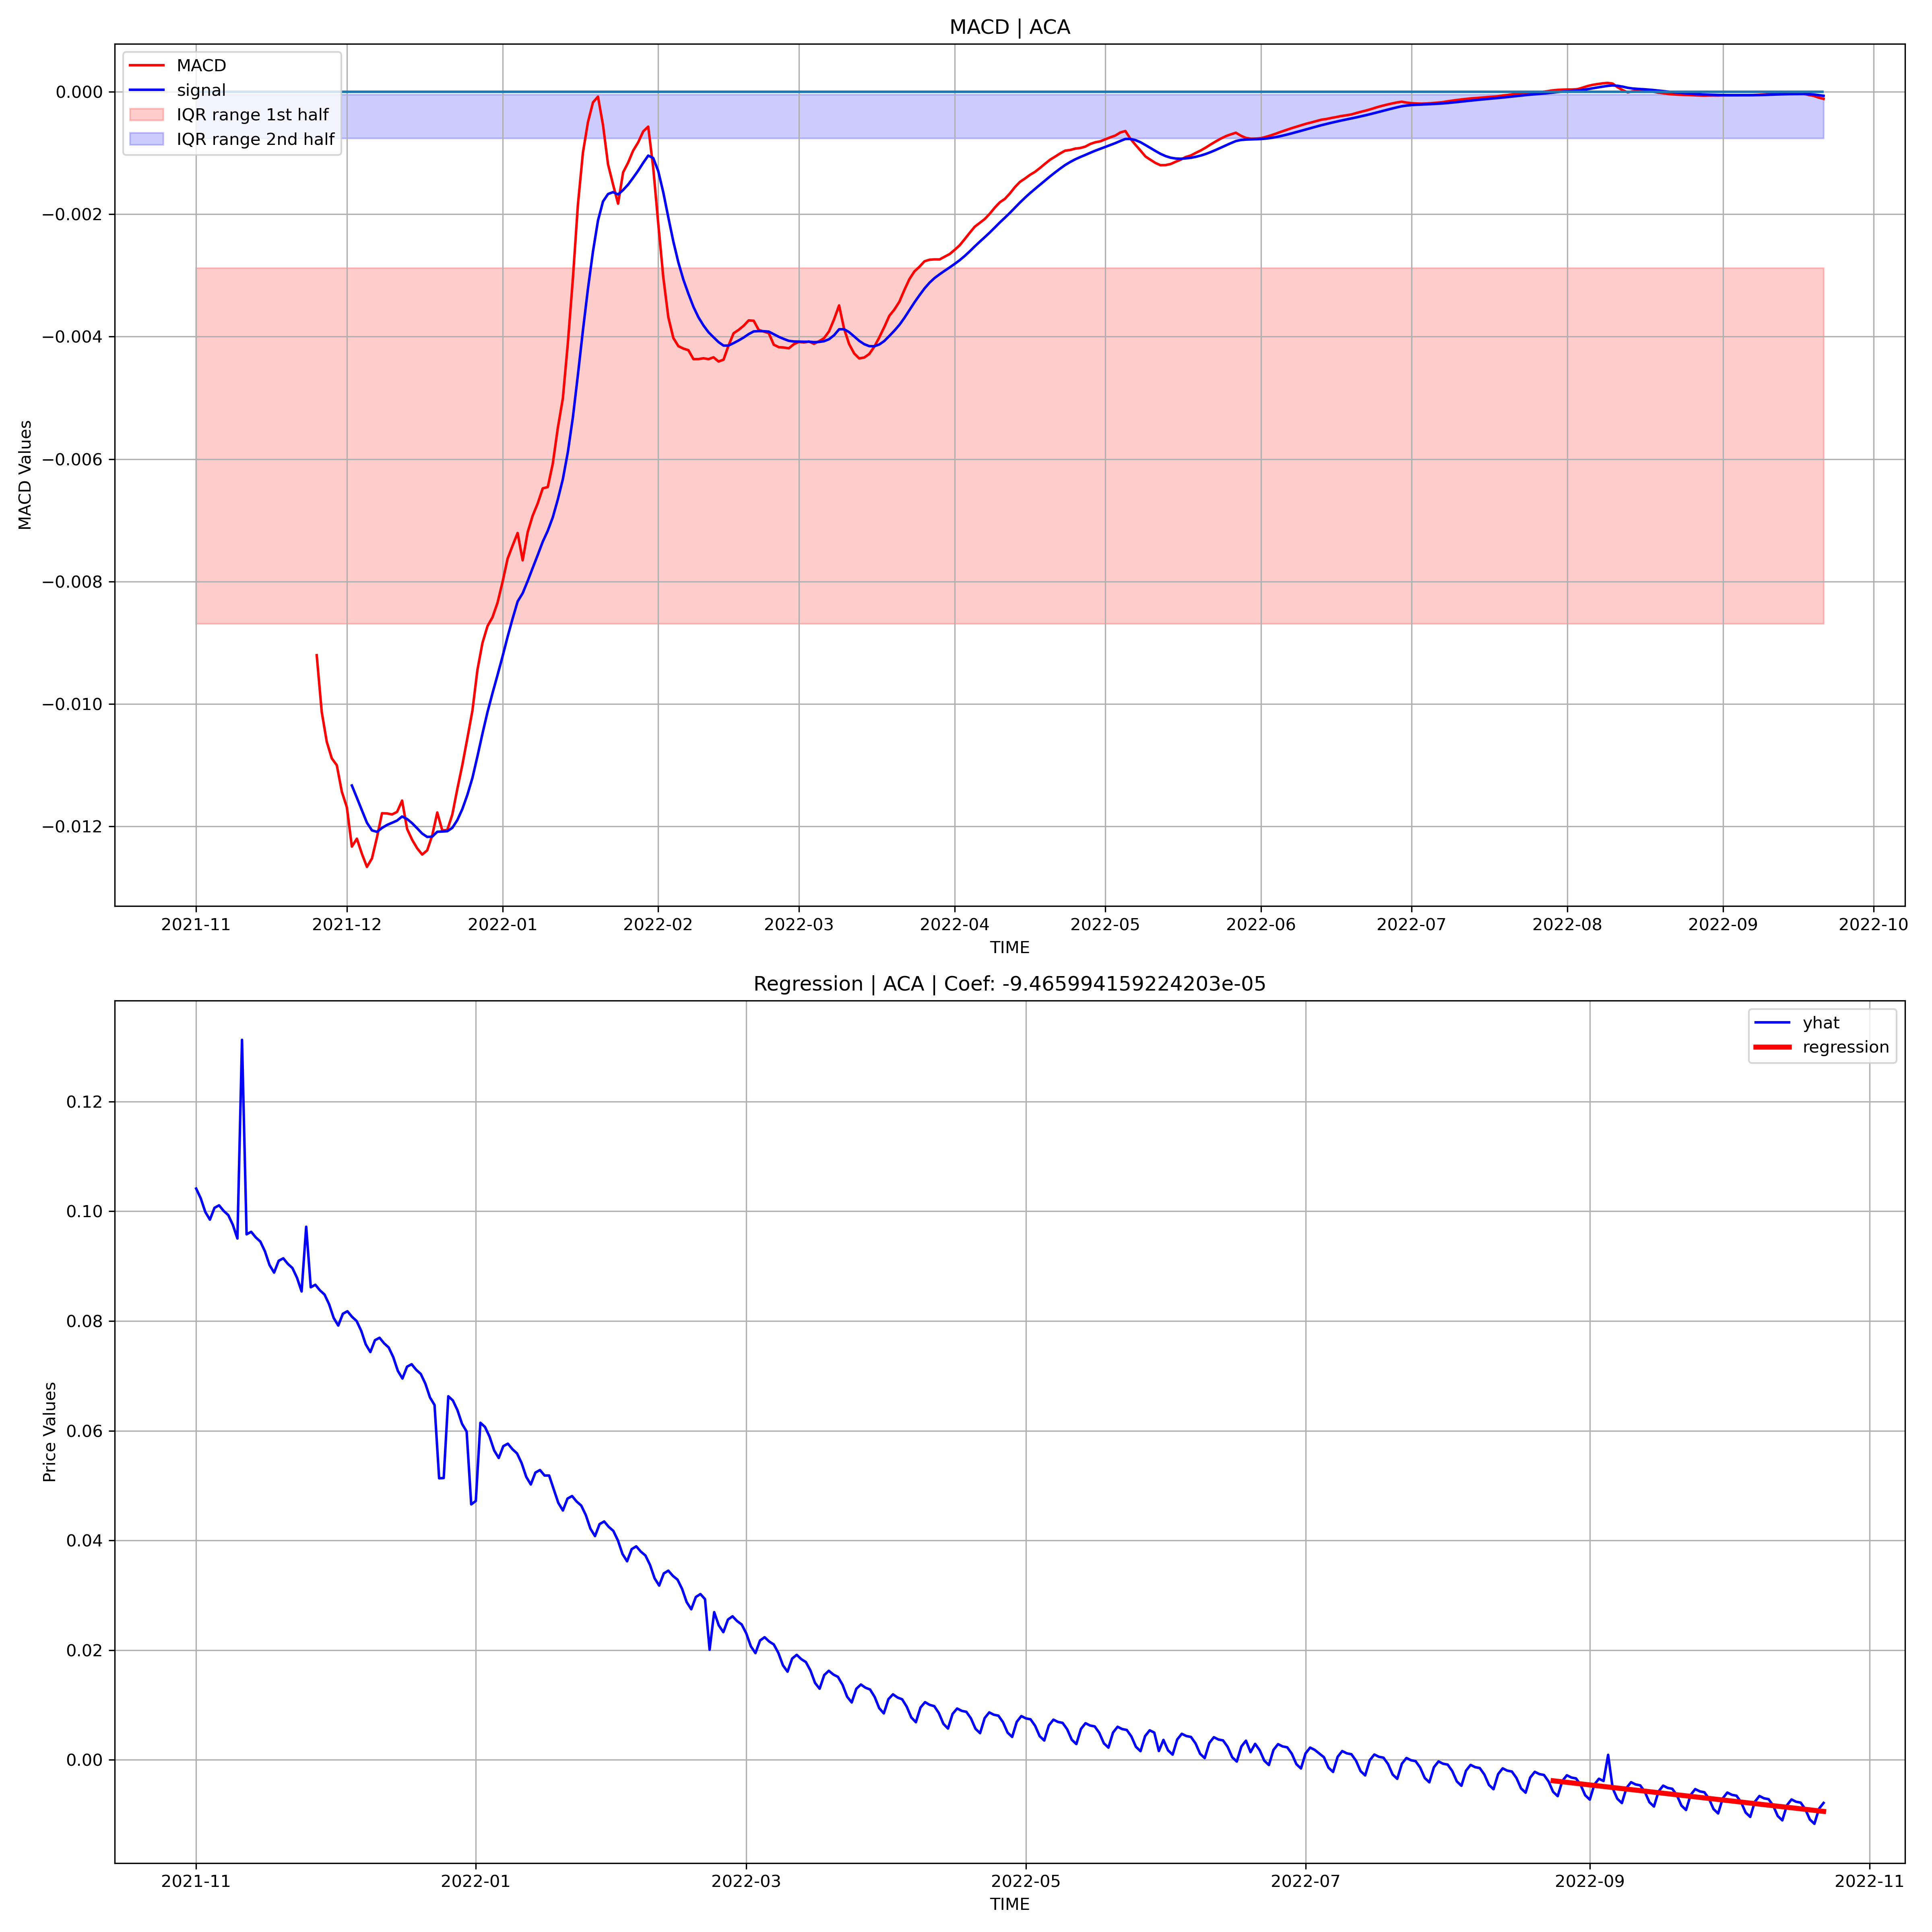 MACD | ACA
MACD
signal
IQR range 1st half
IQR range 2nd half
0.000
−0.002
−0.004
−0.006
−0.008
−0.010
−0.012
MACD Values
2021-11 2021-12 2022-01 2022-02 2022-03 2022-04 2022-05 2022-06 2022-07 2022-08 2022-09 2022-10
TIME
Regression | ACA | Coef: -9.465994159224203e-05
yhat
regression
0.12
0.10
0.08
0.06
0.04
0.02
0.00
Price Values
2021-11 2022-01 2022-03 2022-05 2022-07 2022-09 2022-11
TIME